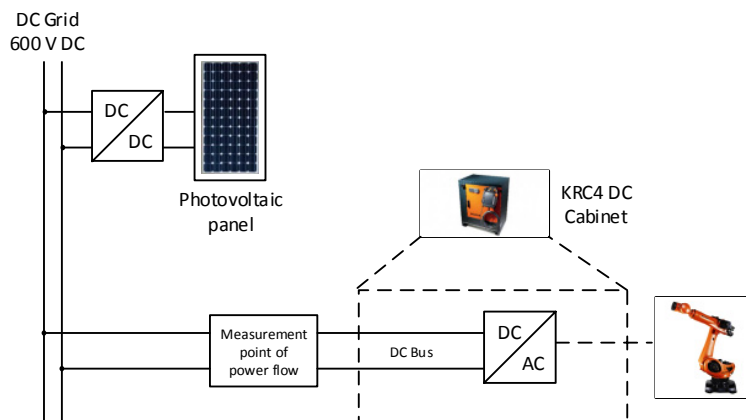 DC Grid
600 V DC
DC
DC
Photovoltaic
panel
KRC4 DC
Cabinet
Measurement
point of
power flow
DC Bus
DC
AC